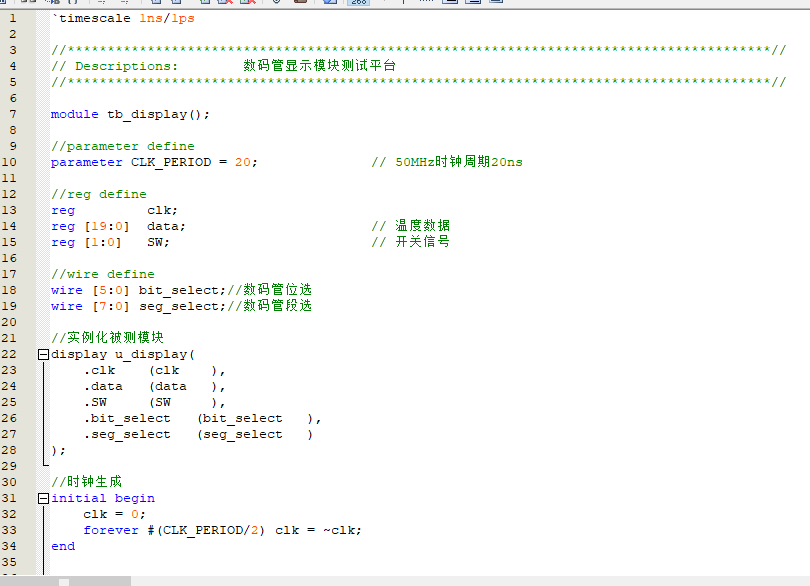 268
1 `timescale 1ns/1ps
2
3 //****************************************************************************************//
4 // Descriptions: 数码管显示模块测试平台
5 //****************************************************************************************//
6
7 module tb_display();
8
9 //parameter define
10 parameter CLK_PERIOD = 20; // 50MHz时钟周期20ns
11
12 //reg define
13 reg clk;
14 reg [19:0] data; // 温度数据
15 reg [1:0] SW; // 开关信号
16
17 //wire define
18 wire [5:0] bit_select;//数码管位选
19 wire [7:0] seg_select;//数码管段选
20
21 //实例化被测模块
22 display u_display(
23 .clk (clk ),
24 .data (data ),
25 .SW (SW ),
26 .bit_select (bit_select ),
27 .seg_select (seg_select )
28 );
29
30 //时钟生成
31 initial begin
32 clk = 0;
33 forever #(CLK_PERIOD/2) clk = ~clk;
34 end
35